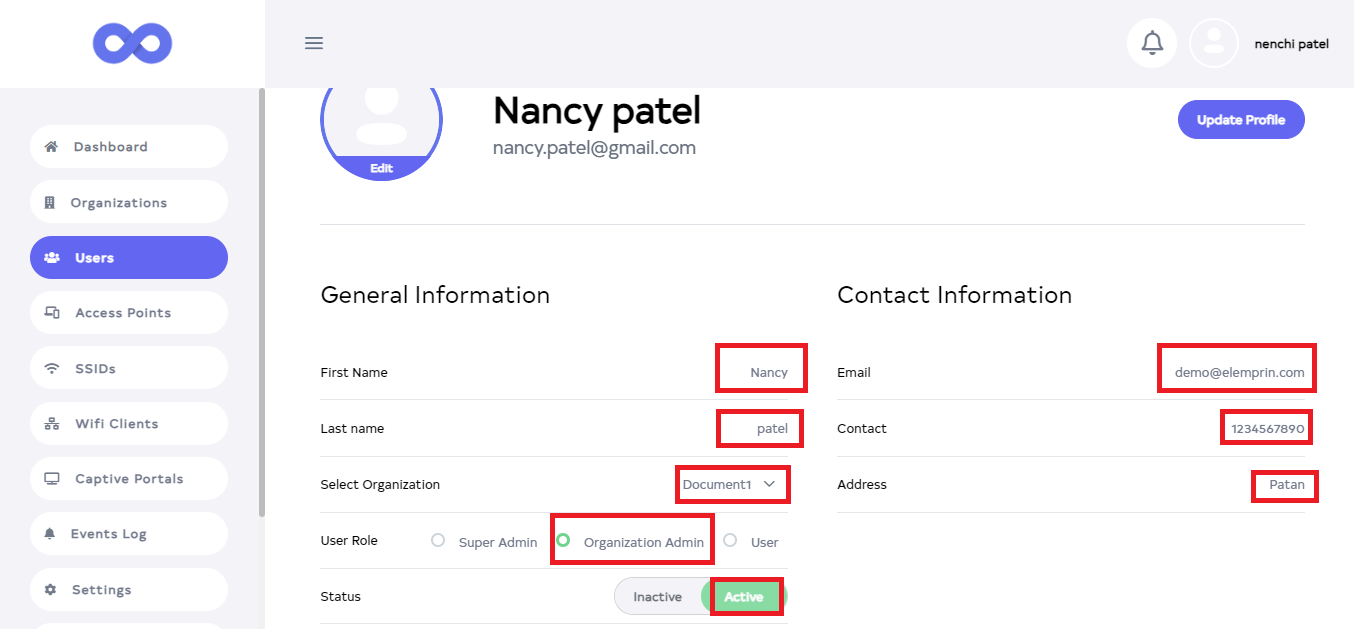 nenchi patel
Dashboard
Organizations
Users
Access Points
SSIDs
Wifi Clients
Captive Portals
Events Log
Settings
Nancy patel
nancy.patel@gmail.com
Edit
Update Profile
General Information
First Name Nancy
Last name patel
Select Organization Document1
User Role Super Admin Organization Admin User
Status Inactive Active
Contact Information
Email demo@elemprin.com
Contact 1234567890
Address Patan